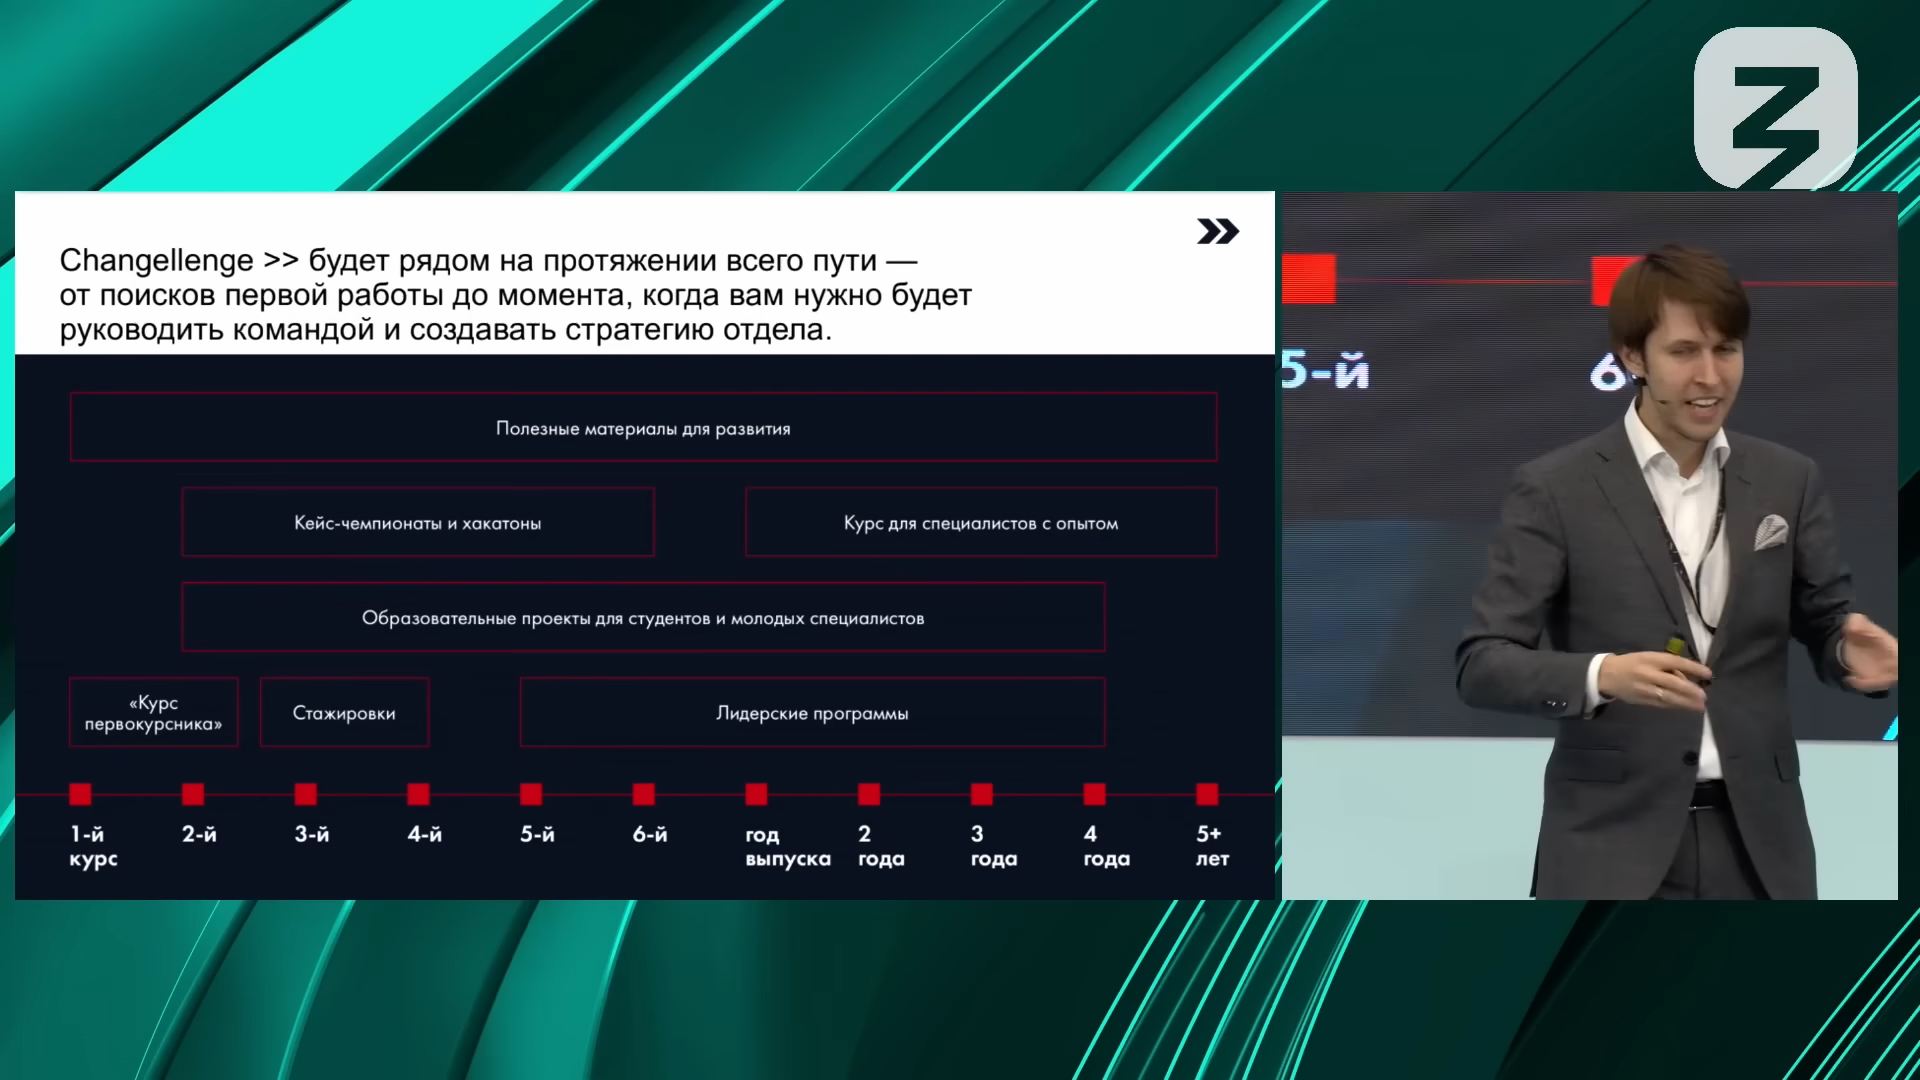 Changellenge >> будет рядом на протяжении всего пути —
от поисков первой работы до момента, когда вам нужно будет
руководить командой и создавать стратегию отдела.
Полезные материалы для развития
Кейс-чемпионаты и хакатоны
Курс для специалистов с опытом
Образовательные проекты для студентов и молодых специалистов
«Курс
первокурсника»
Стажировки
Лидерские программы
1-й
курс
2-й
3-й
4-й
5-й
6-й
год
выпуска
2
года
3
года
4
года
5+
лет
5-й
6